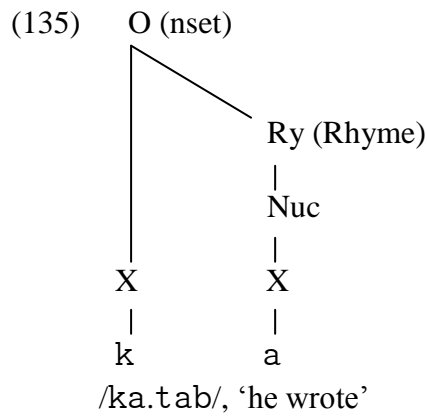 (135) O (nset)
Ry (Rhyme)
Nuc
X X
k a
/ka.tab/, ‘he wrote’